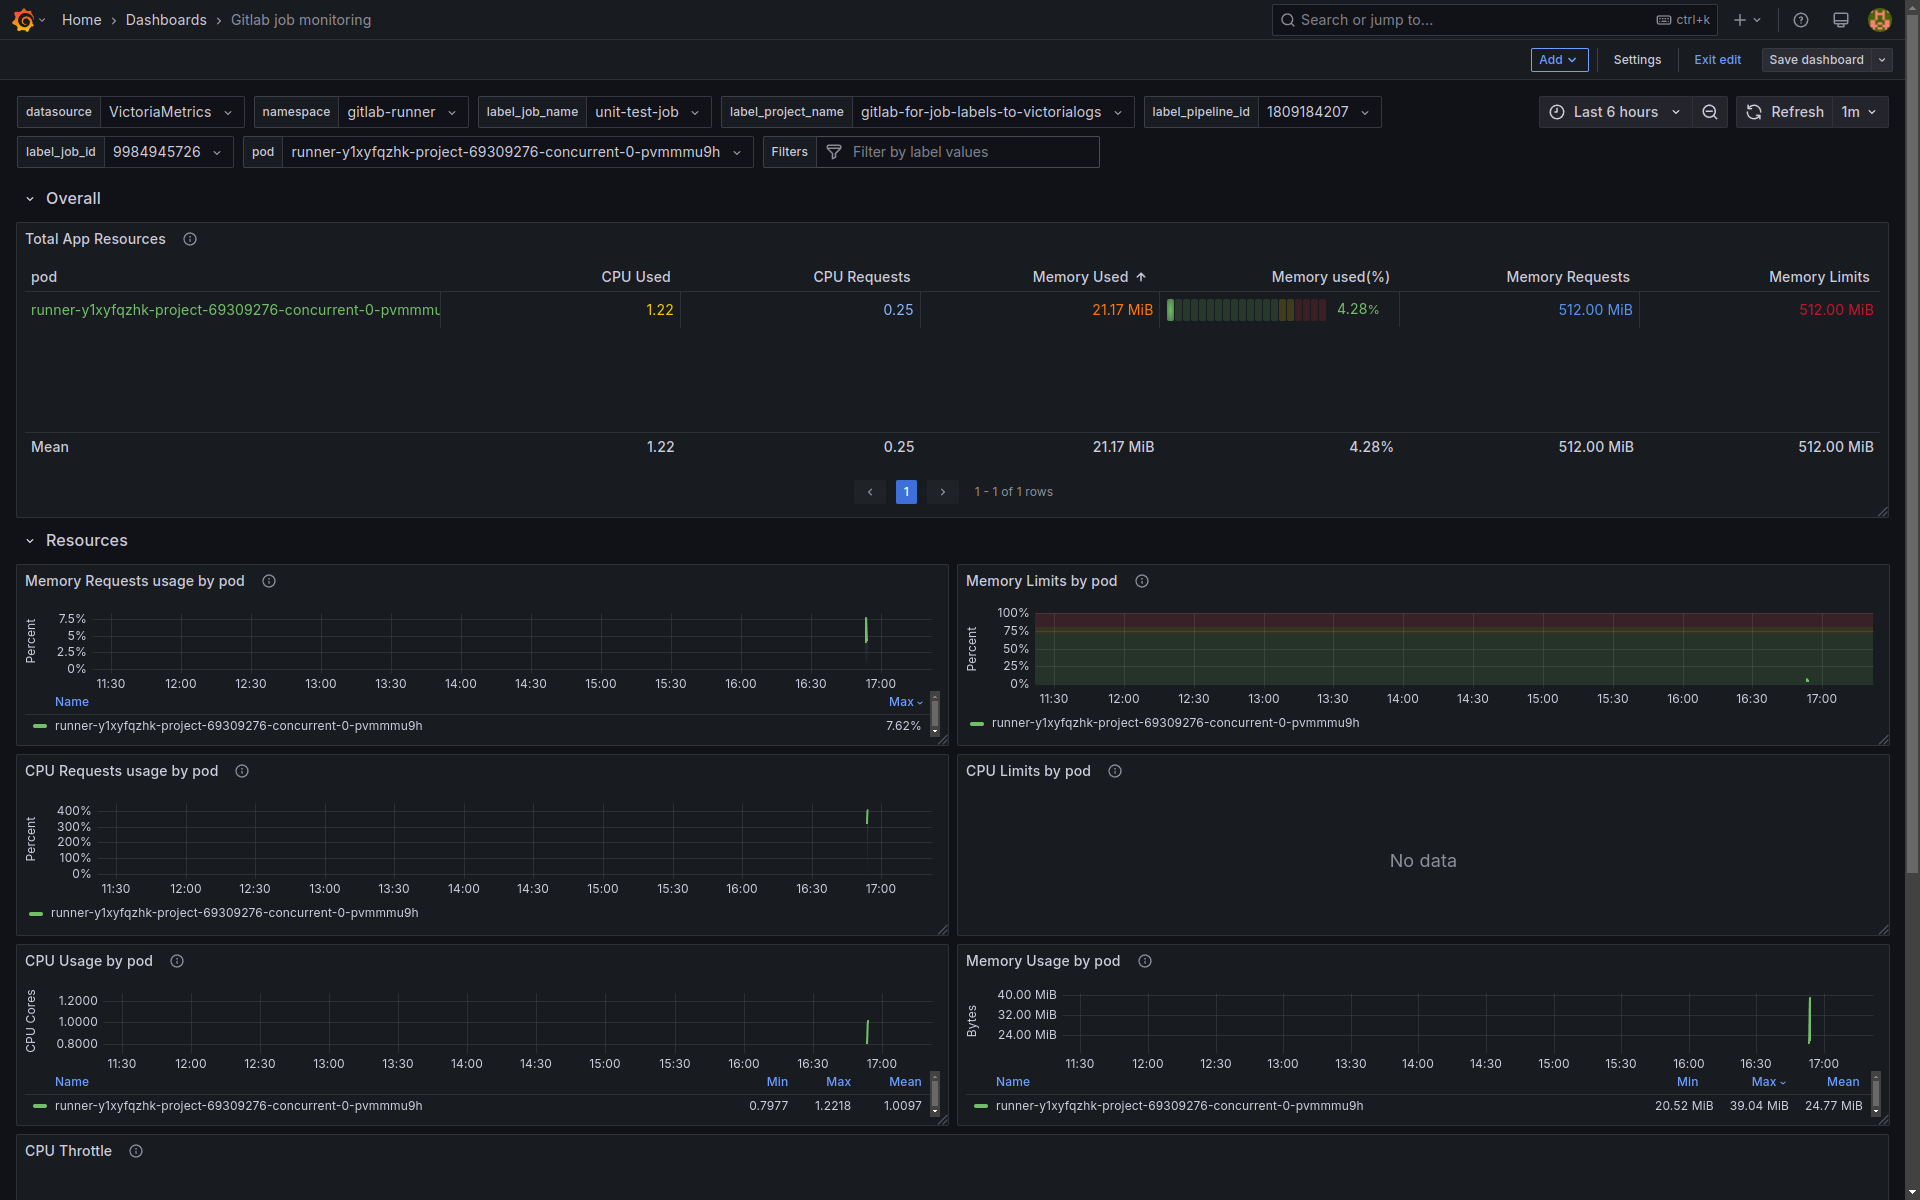 Home › Dashboards › Gitlab job monitoring
Search or jump to...
ctrl+k
Add
Settings
Exit edit
Save dashboard
datasource VictoriaMetrics
namespace gitlab-runner
label_job_name unit-test-job
label_project_name gitlab-for-job-labels-to-victorialogs
label_pipeline_id 1809184207
Last 6 hours
Refresh 1m
label_job_id 9984945726
pod runner-y1xyfqzhk-project-69309276-concurrent-0-pvmmmu9h
Filters Filter by label values
Overall
Total App Resources
pod CPU Used CPU Requests Memory Used Memory used(%) Memory Requests Memory Limits
runner-y1xyfqzhk-project-69309276-concurrent-0-pvmmmu 1.22 0.25 21.17 MiB 4.28% 512.00 MiB 512.00 MiB
Mean 1.22 0.25 21.17 MiB 4.28% 512.00 MiB 512.00 MiB
1 1 - 1 of 1 rows
Resources
Memory Requests usage by pod
Percent
7.5%
5%
2.5%
0%
11:30 12:00 12:30 13:00 13:30 14:00 14:30 15:00 15:30 16:00 16:30 17:00
Name Max
runner-y1xyfqzhk-project-69309276-concurrent-0-pvmmmu9h 7.62%
Memory Limits by pod
Percent
100%
75%
50%
25%
0%
11:30 12:00 12:30 13:00 13:30 14:00 14:30 15:00 15:30 16:00 16:30 17:00
runner-y1xyfqzhk-project-69309276-concurrent-0-pvmmmu9h
CPU Requests usage by pod
Percent
400%
300%
200%
100%
0%
11:30 12:00 12:30 13:00 13:30 14:00 14:30 15:00 15:30 16:00 16:30 17:00
runner-y1xyfqzhk-project-69309276-concurrent-0-pvmmmu9h
CPU Limits by pod
No data
CPU Usage by pod
CPU Cores
1.2000
1.0000
0.8000
11:30 12:00 12:30 13:00 13:30 14:00 14:30 15:00 15:30 16:00 16:30 17:00
Name Min Max Mean
runner-y1xyfqzhk-project-69309276-concurrent-0-pvmmmu9h 0.7977 1.2218 1.0097
Memory Usage by pod
Bytes
40.00 MiB
32.00 MiB
24.00 MiB
11:30 12:00 12:30 13:00 13:30 14:00 14:30 15:00 15:30 16:00 16:30 17:00
Name Min Max Mean
runner-y1xyfqzhk-project-69309276-concurrent-0-pvmmmu9h 20.52 MiB 39.04 MiB 24.77 MiB
CPU Throttle